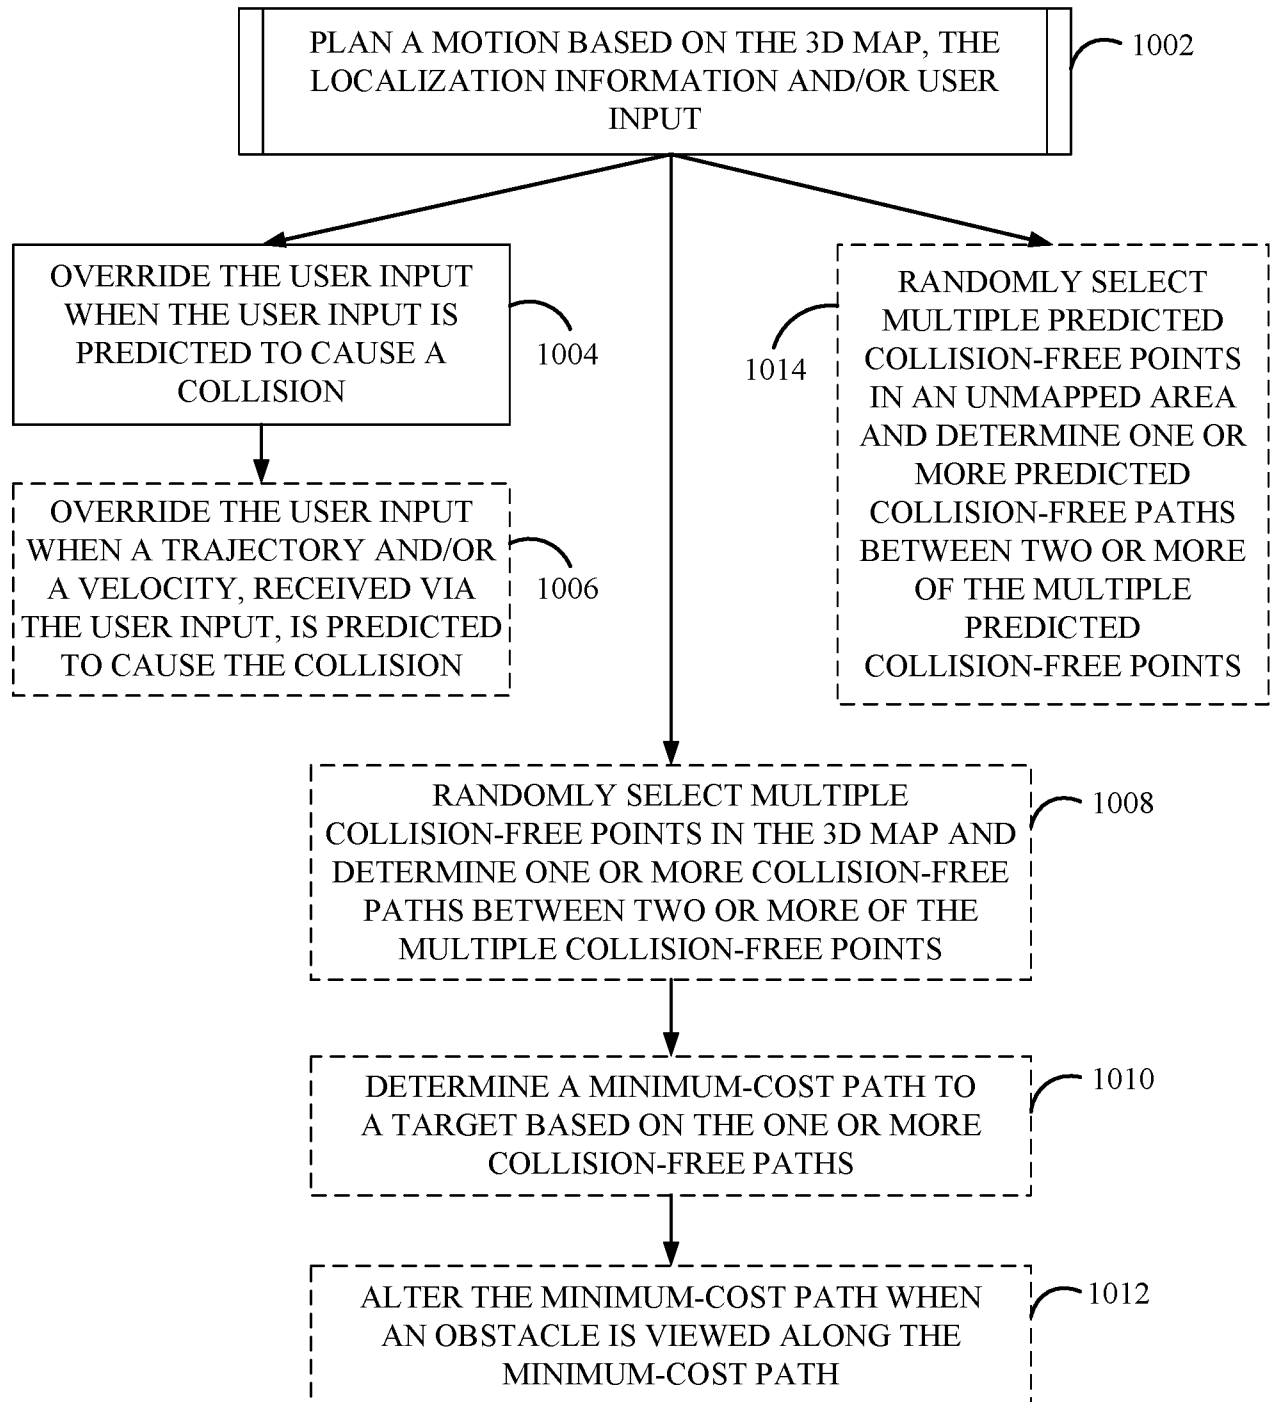 PLAN A MOTION BASED ON THE 3D MAP, THE
LOCALIZATION INFORMATION AND/OR USER
INPUT
1002
OVERRIDE THE USER INPUT
WHEN THE USER INPUT IS
PREDICTED TO CAUSE A
COLLISION
1004
OVERRIDE THE USER INPUT
WHEN A TRAJECTORY AND/OR
A VELOCITY, RECEIVED VIA
THE USER INPUT, IS PREDICTED
TO CAUSE THE COLLISION
1006
1014
RANDOMLY SELECT
MULTIPLE PREDICTED
COLLISION-FREE POINTS
IN AN UNMAPPED AREA
AND DETERMINE ONE OR
MORE PREDICTED
COLLISION-FREE PATHS
BETWEEN TWO OR MORE
OF THE MULTIPLE
PREDICTED
COLLISION-FREE POINTS
RANDOMLY SELECT MULTIPLE
COLLISION-FREE POINTS IN THE 3D MAP AND
DETERMINE ONE OR MORE COLLISION-FREE
PATHS BETWEEN TWO OR MORE OF THE
MULTIPLE COLLISION-FREE POINTS
1008
DETERMINE A MINIMUM-COST PATH TO
A TARGET BASED ON THE ONE OR MORE
COLLISION-FREE PATHS
1010
ALTER THE MINIMUM-COST PATH WHEN
AN OBSTACLE IS VIEWED ALONG THE
MINIMUM-COST PATH
1012